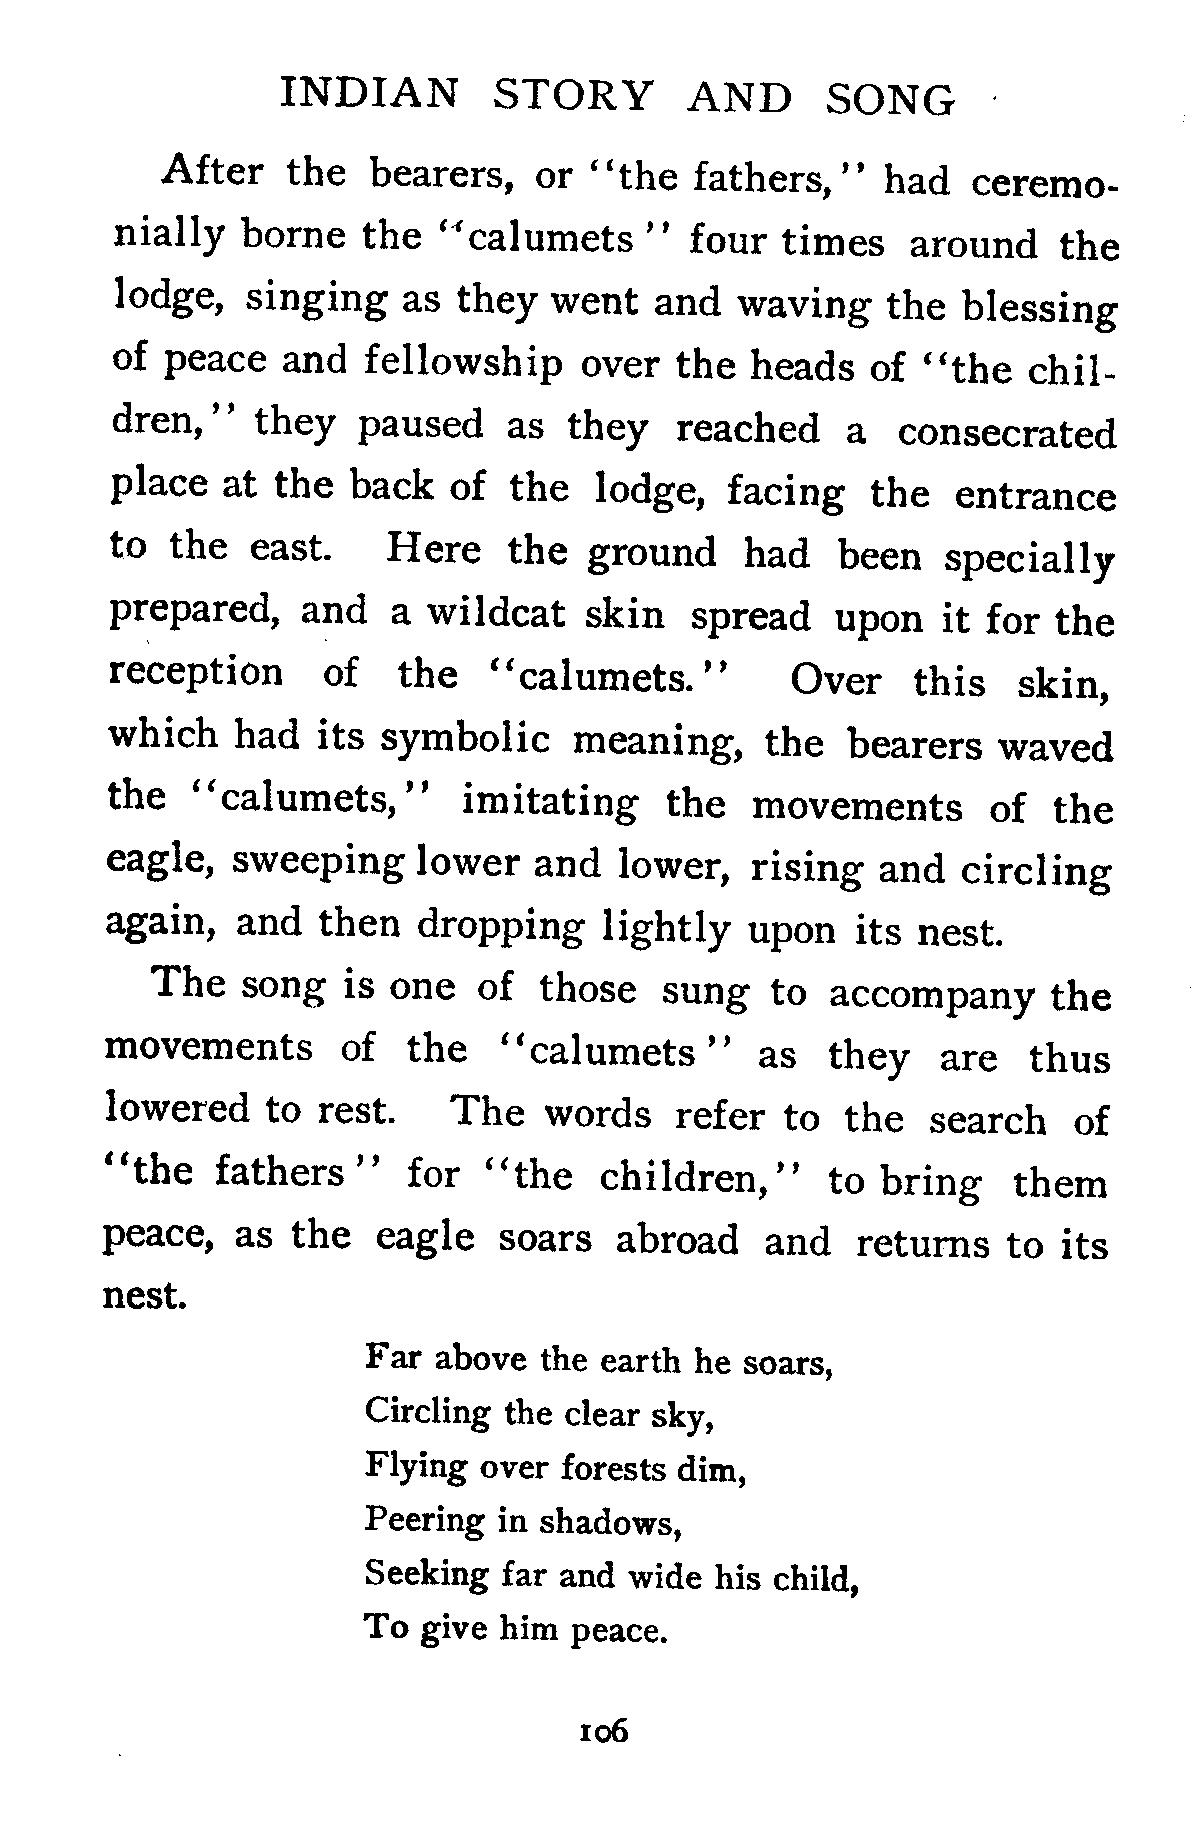 INDIAN STORY AND SONG
After the bearers, or "the fathers," had ceremo-
nially borne the "calumets" four times around the
lodge, singing as they went and waving the blessing
of peace and fellowship over the heads of "the chil-
dren," they paused as they reached a consecrated
place at the back of the lodge, facing the entrance
to the east. Here the ground had been specially
prepared, and a wildcat skin spread upon it for the
reception of the "calumets." Over this skin,
which had its symbolic meaning, the bearers waved
the "calumets," imitating the movements of the
eagle, sweeping lower and lower, rising and circling
again, and then dropping lightly upon its nest.
The song is one of those sung to accompany the
movements of the "calumets" as they are thus
lowered to rest. The words refer to the search of
"the fathers" for "the children," to bring them
peace, as the eagle soars abroad and returns to its
nest.
Far above the earth he soars,
Circling the clear sky,
Flying over forests dim,
Peering in shadows,
Seeking far and wide his child,
To give him peace.
106